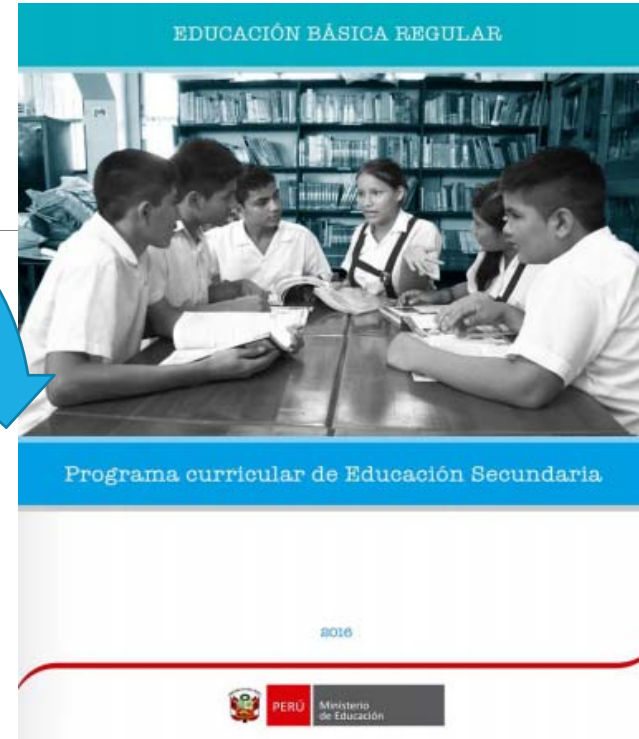 EDUCACIÓN BÁSICA REGULAR
Programa curricular de Educación Secundaria
2016
PERÚ
Ministerio
de Educación